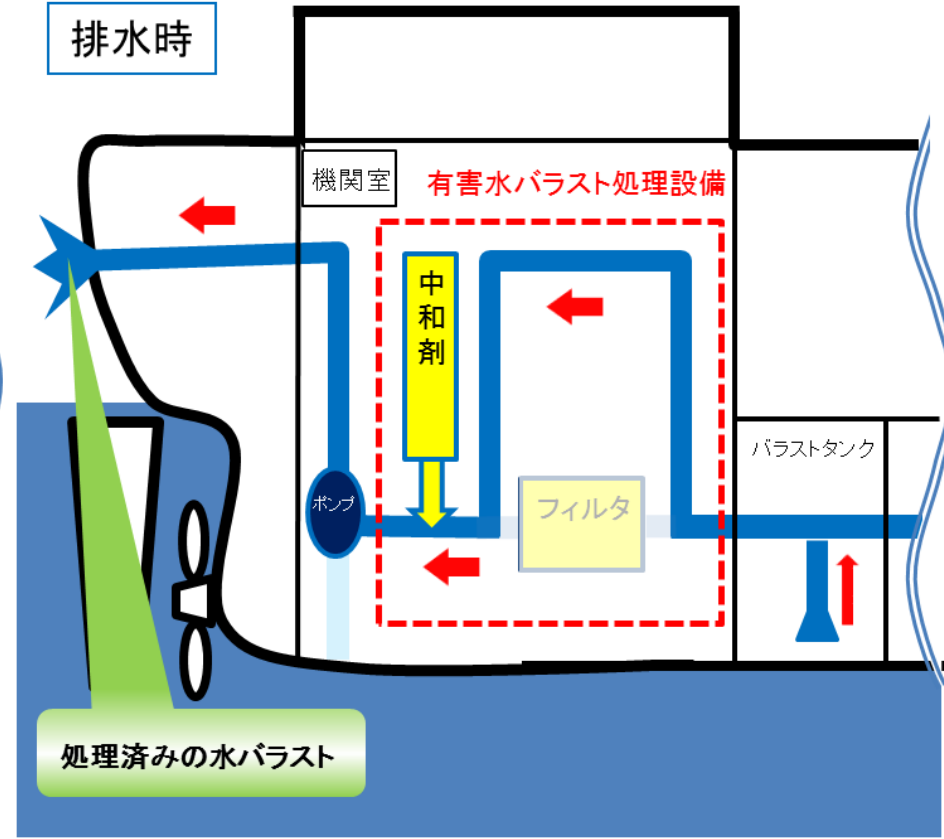 排水時
機関室
有害水バラスト処理設備
中和剤
バラストタンク
ポンプ
フィルタ
処理済みの水バラスト